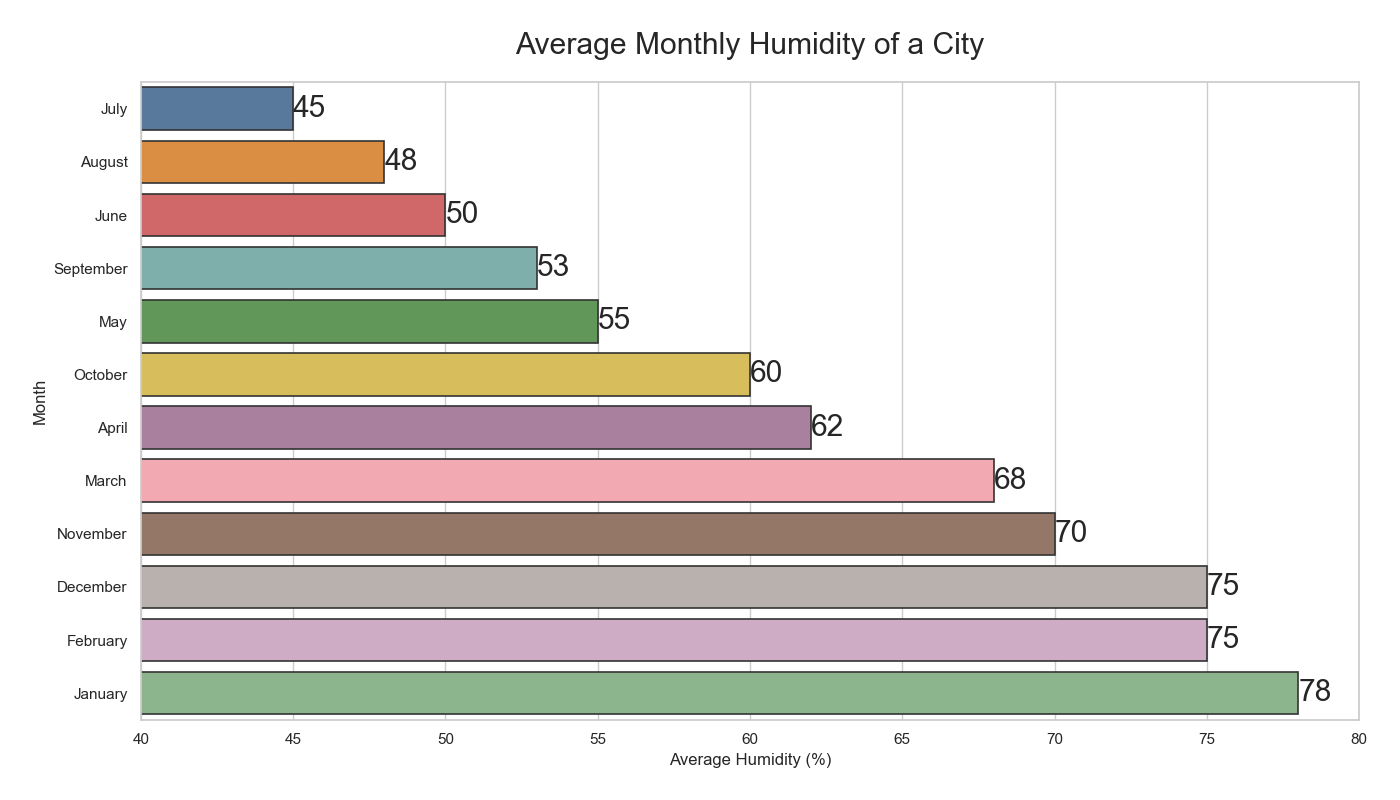 Average Monthly Humidity of a City
July
45
August
48
June
50
September
53
May
55
October
60
Month
April
62
March
68
November
70
December
75
February
75
January
78
40 45 50 55 60 65 70 75 80
Average Humidity (%)